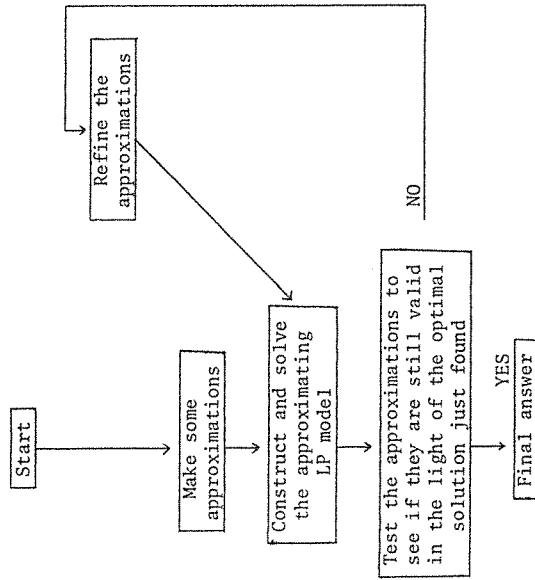 Start
Make some
approximations
Construct and solve
the approximating
LP model
Test the approximations to
see if they are still valid
in the light of the optimal
solution just found
NO
Refine the
approximations
YES
Final answer